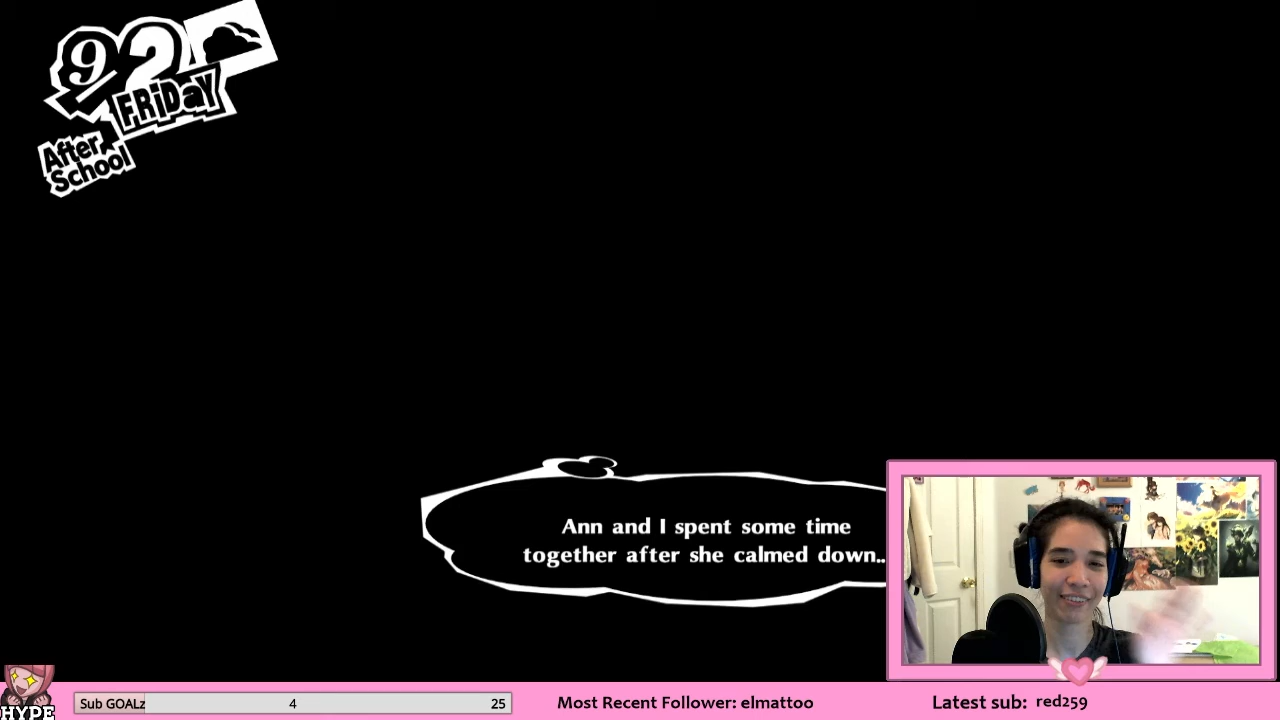 9/2
FRiDaY
After
School
Ann and I spent some time
together after she calmed down..
HYPE
Sub GOALz
4
25
Most Recent Follower: elmattoo
Latest sub: red259